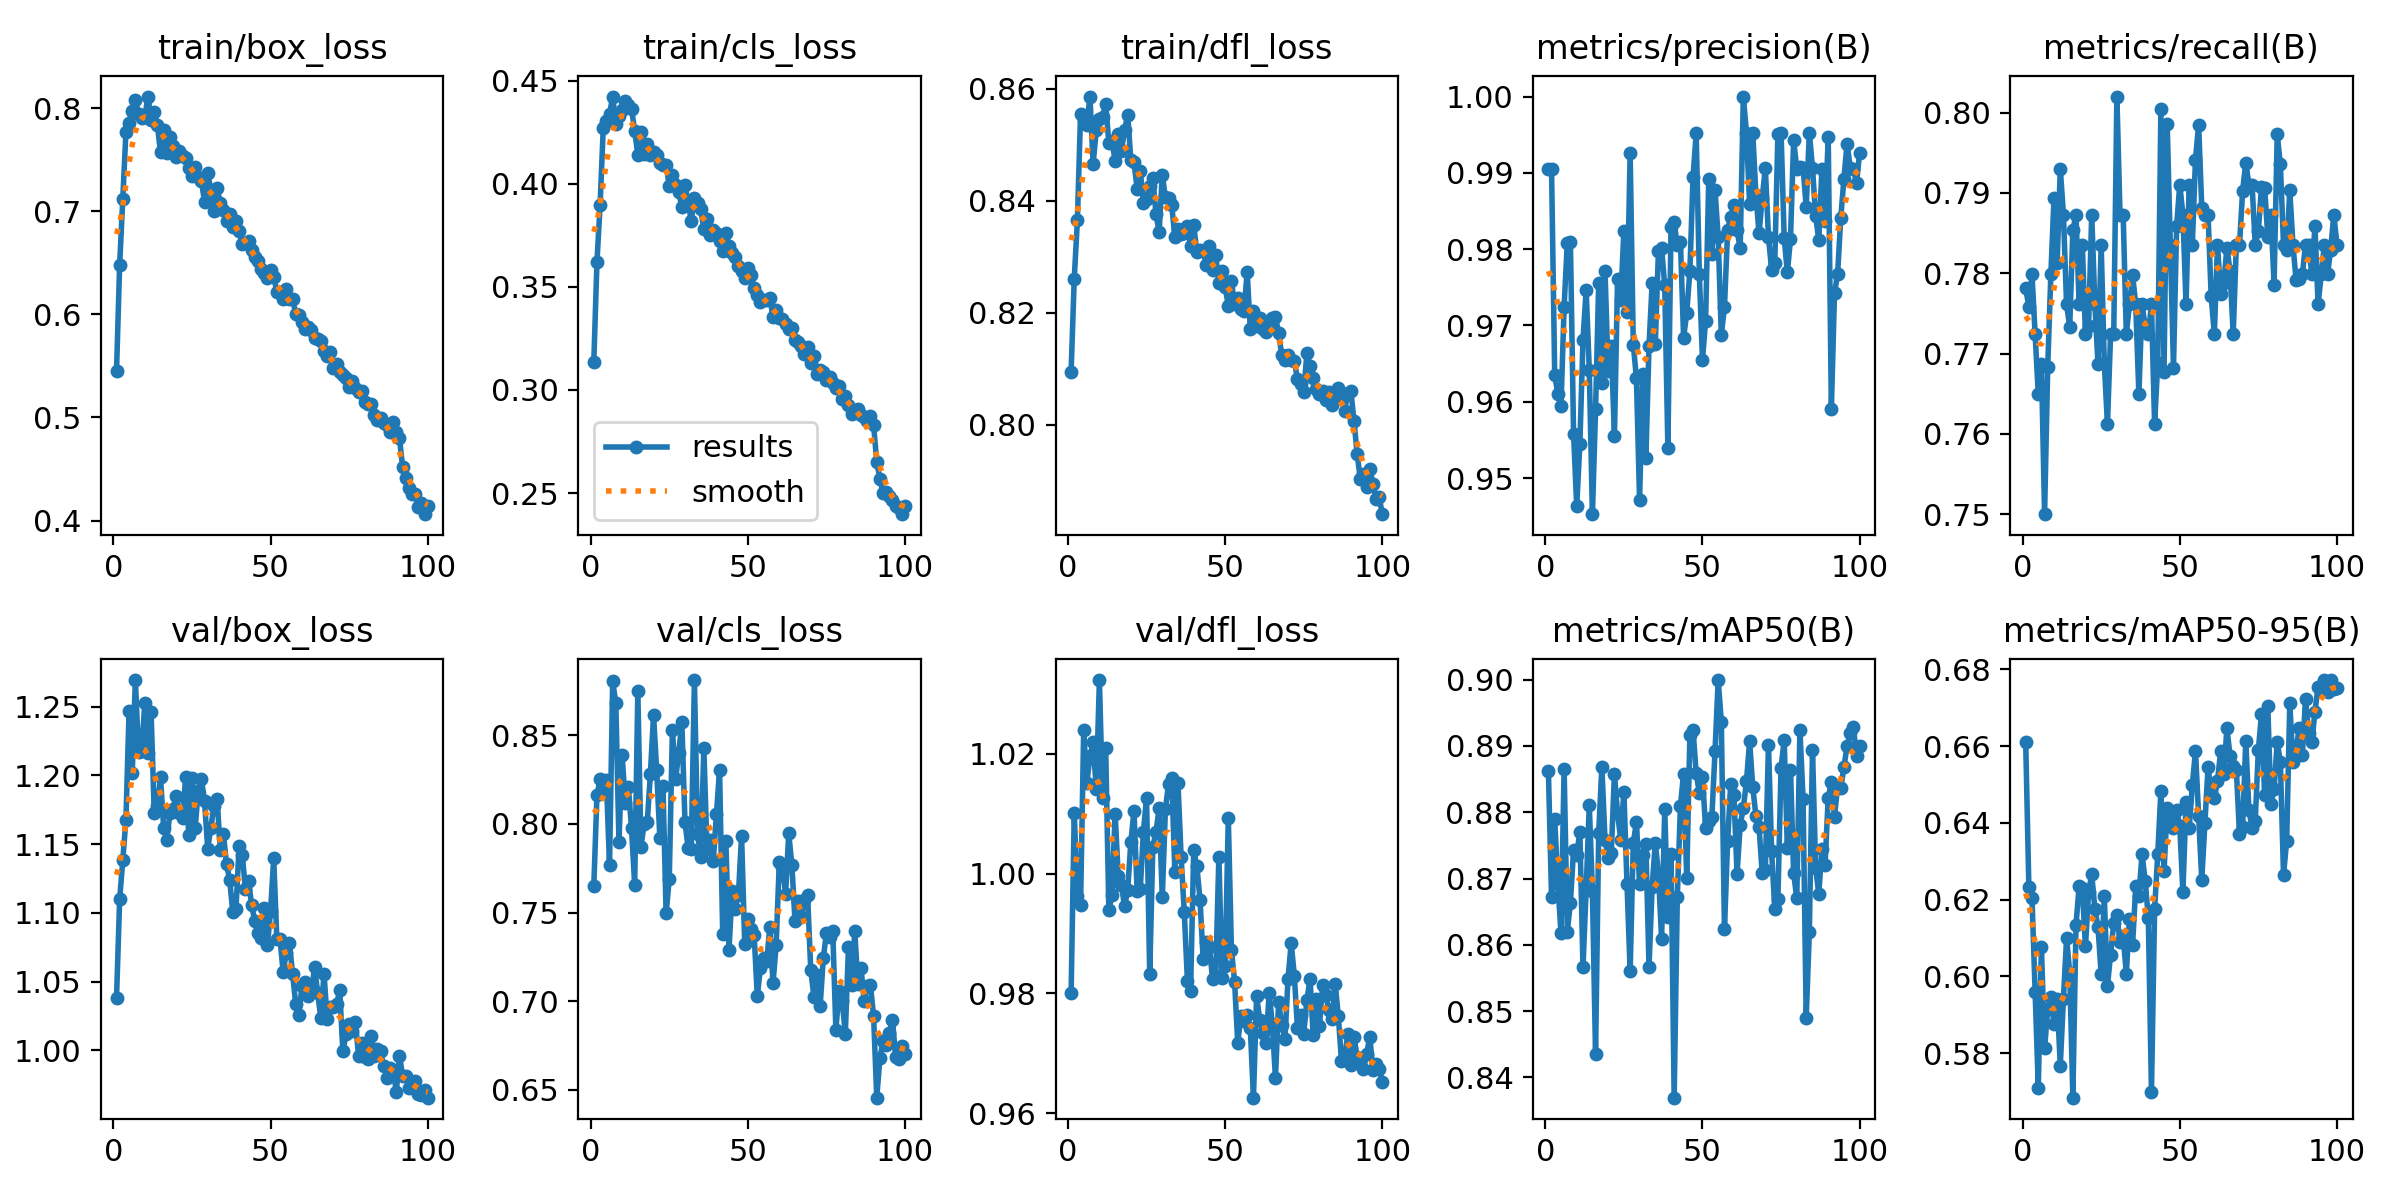 train/box_loss
0.8
0.7
0.6
0.5
0.4
0 50 100
train/cls_loss
0.45
0.40
0.35
0.30
0.25
results
smooth
0 50 100
train/dfl_loss
0.86
0.84
0.82
0.80
0 50 100
metrics/precision(B)
1.00
0.99
0.98
0.97
0.96
0.95
0 50 100
metrics/recall(B)
0.80
0.79
0.78
0.77
0.76
0.75
0 50 100
val/box_loss
1.25
1.20
1.15
1.10
1.05
1.00
0 50 100
val/cls_loss
0.85
0.80
0.75
0.70
0.65
0 50 100
val/dfl_loss
1.02
1.00
0.98
0.96
0 50 100
metrics/mAP50(B)
0.90
0.89
0.88
0.87
0.86
0.85
0.84
0 50 100
metrics/mAP50-95(B)
0.68
0.66
0.64
0.62
0.60
0.58
0 50 100